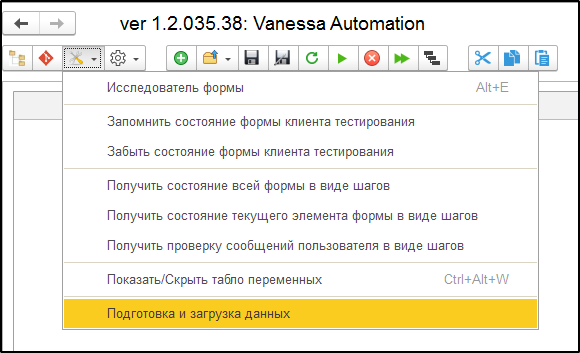 ver 1.2.035.38: Vanessa Automation
Исследователь формы Alt+E
Запомнить состояние формы клиента тестирования
Забыть состояние формы клиента тестирования
Получить состояние всей формы в виде шагов
Получить состояние текущего элемента формы в виде шагов
Получить проверку сообщений пользователя в виде шагов
Показать/Скрыть табло переменных Ctrl+Alt+W
Подготовка и загрузка данных